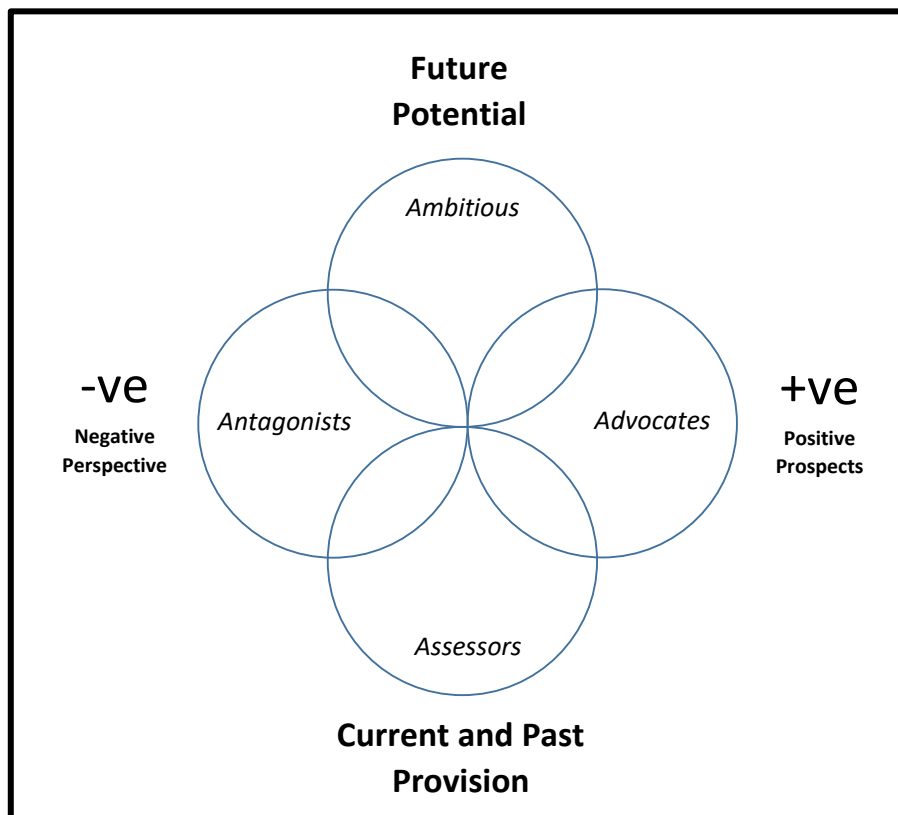 Future
Potential
Ambitious
-ve
Negative
Perspective
Antagonists
Advocates
+ve
Positive
Prospects
Assessors
Current and Past
Provision